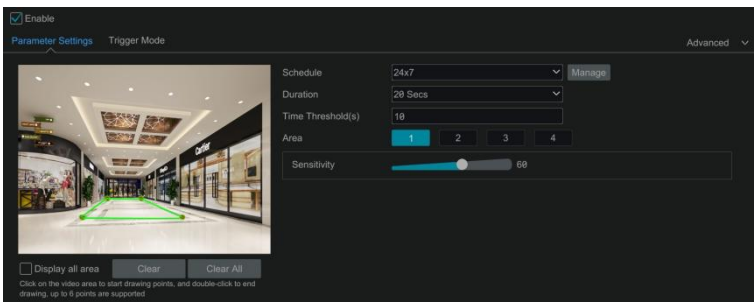 Enable
Parameter Settings Trigger Mode Advanced
Schedule 24x7 Manage
Duration 20 Secs
Time Threshold(s) 10
Area 1 2 3 4
Sensitivity 60
Cartier
Display all area Clear Clear All
Click on the video area to start drawing points, and double-click to end
drawing, up to 6 points are supported